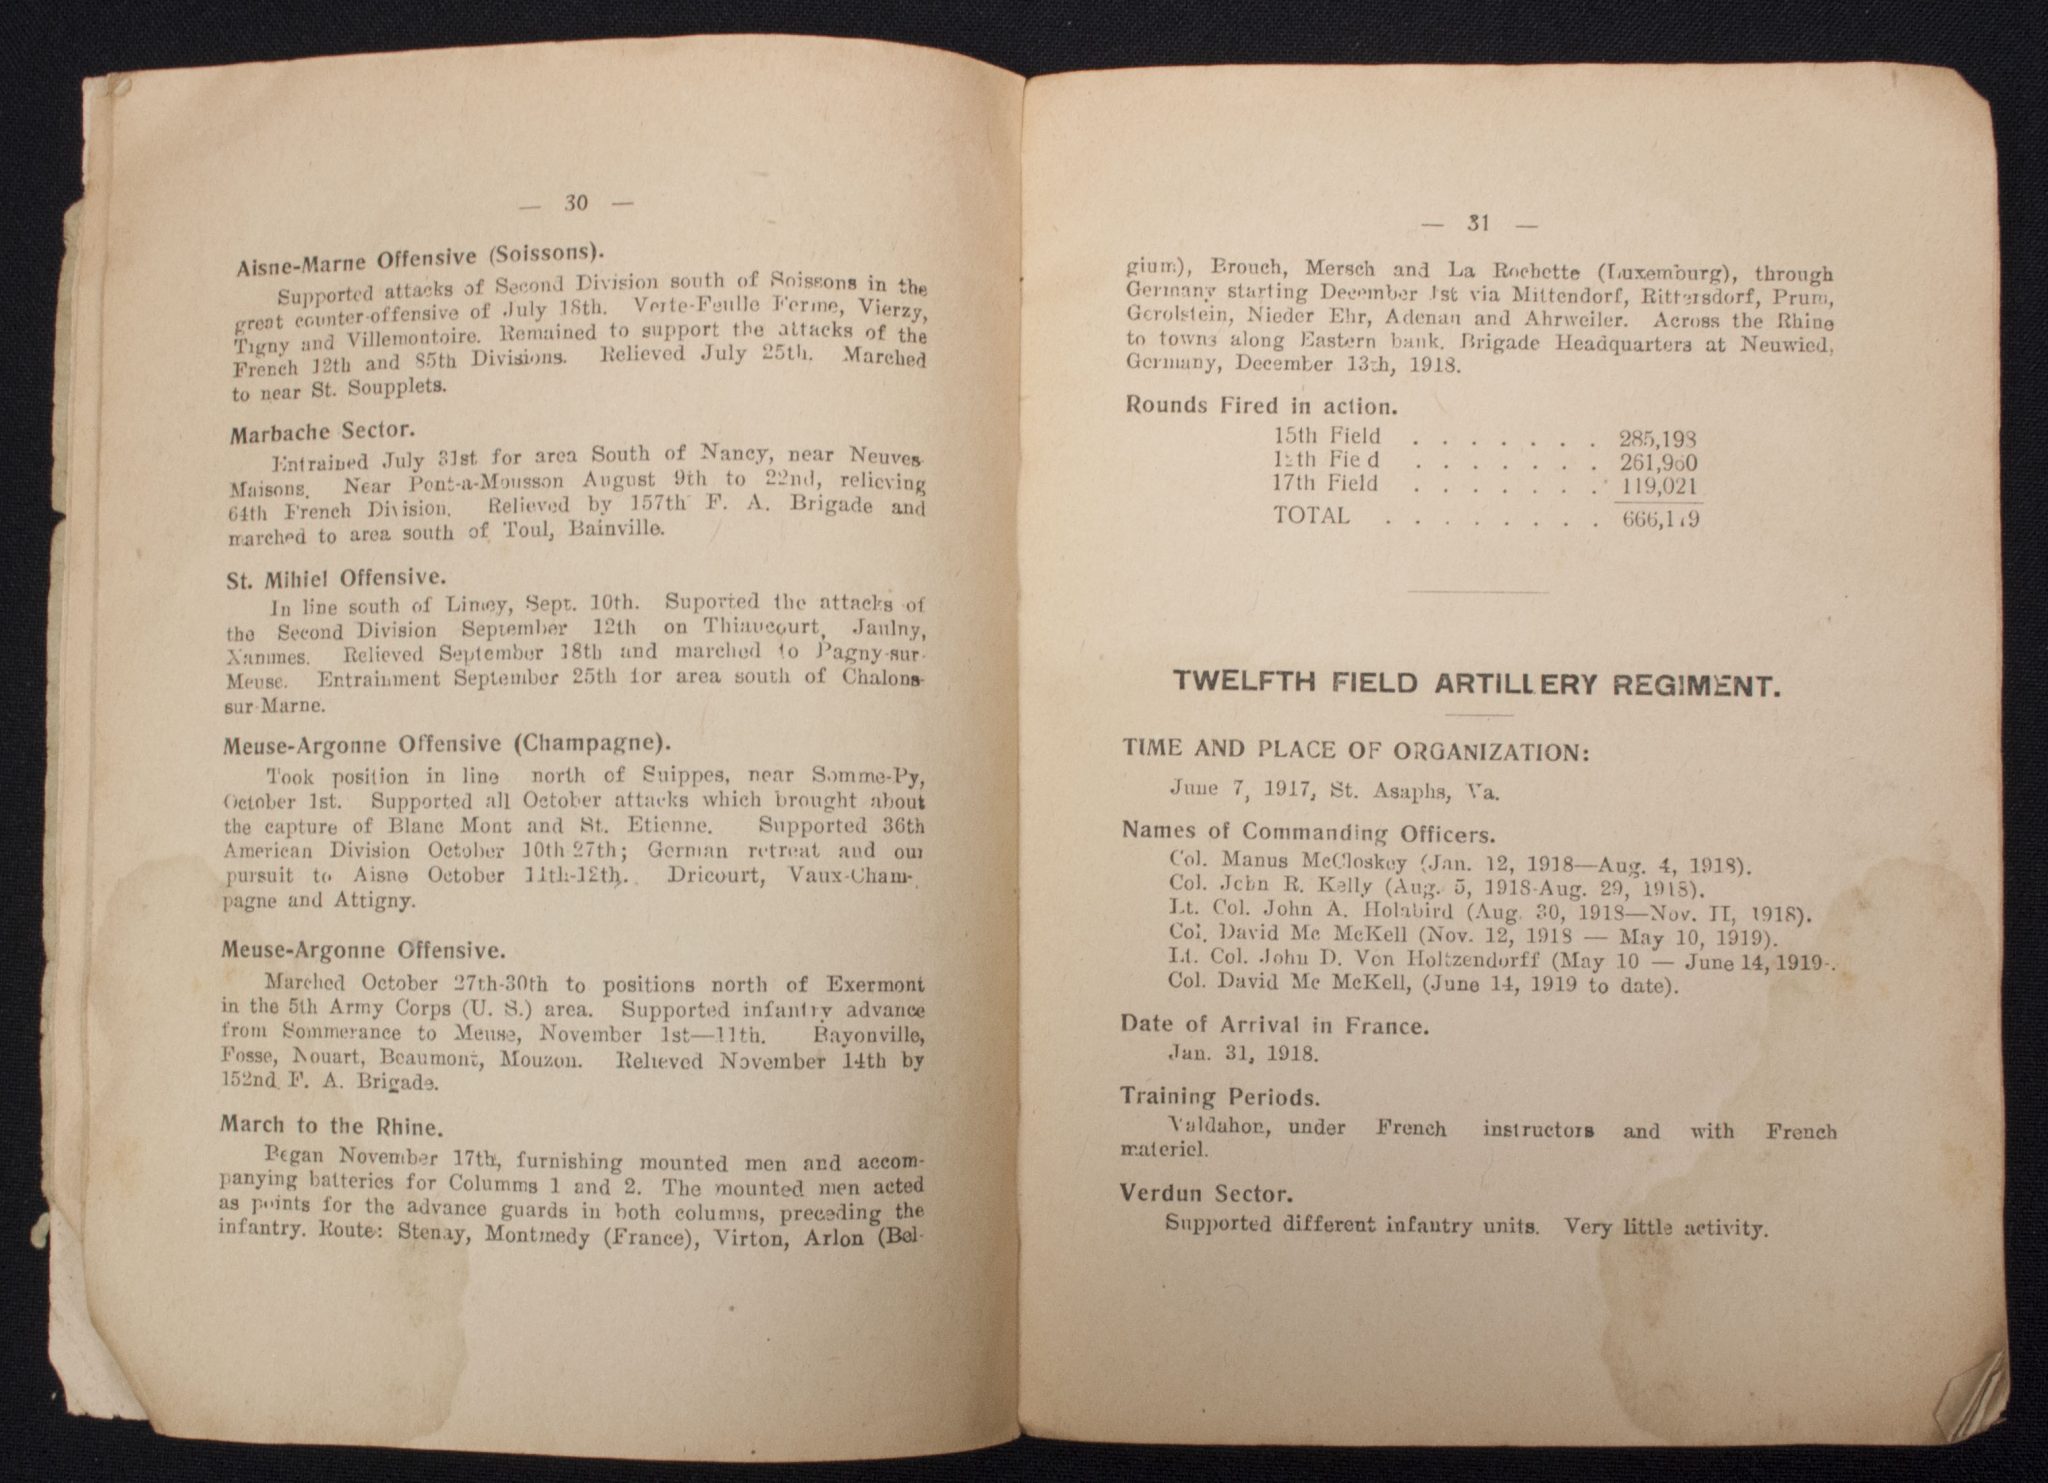 — 30 —
Aisne-Marne Offensive (Soissons).
Supported attacks of Second Division south of Soissons in the
great counter-offensive of July 18th. Verte-Feulle Ferme, Vierzy,
Tigny and Villemontoire. Remained to support the attacks of the
French 12th and 85th Divisions. Relieved July 25th. Marched
to near St. Soupplets.
Marbache Sector.
Entrained July 31st for area South of Nancy, near Neuves-
Maisons. Near Pont-a-Mousson August 9th to 22nd, relieving
64th French Division. Relieved by 157th F. A. Brigade and
marched to area south of Toul, Bainville.
St. Mihiel Offensive.
In line south of Limey, Sept. 10th. Suported the attacks of
the Second Division September 12th on Thiaucourt, Jaulny,
Xammes. Relieved September 18th and marched to Pagny-sur-
Meuse. Entrainment September 25th for area south of Chalons-
sur-Marne.
Meuse-Argonne Offensive (Champagne).
Took position in line north of Suippes, near Somme-Py,
October 1st. Supported all October attacks which brought about
the capture of Blanc Mont and St. Etienne. Supported 36th
American Division October 10th-27th; German retreat and our
pursuit to Aisne October 11th-12th. Dricourt, Vaux-Cham-
pagne and Attigny.
Meuse-Argonne Offensive.
Marched October 27th-30th to positions north of Exermont
in the 5th Army Corps (U. S.) area. Supported infantry advance
from Sommerance to Meuse, November 1st—11th. Bayonville,
Fosse, Nouart, Beaumont, Mouzon. Relieved November 14th by
152nd F. A. Brigade.
March to the Rhine.
Began November 17th, furnishing mounted men and accom-
panying batteries for Columms 1 and 2. The mounted men acted
as points for the advance guards in both columns, preceding the
infantry. Route: Stenay, Montmedy (France), Virton, Arlon (Bel-
— 31 —
gium), Brouch, Mersch and La Rochette (Luxemburg), through
Germany starting December 1st via Mittendorf, Rittersdorf, Prum,
Gerolstein, Nieder Ehr, Adenan and Ahrweiler. Across the Rhine
to towns along Eastern bank. Brigade Headquarters at Neuwied,
Germany, December 13th, 1918.
Rounds Fired in action.
15th Field . . . . . . . 285,198
12th Field . . . . . . . 261,960
17th Field . . . . . . . 119,021
TOTAL . . . . . . . . 666,179
TWELFTH FIELD ARTILLERY REGIMENT.
TIME AND PLACE OF ORGANIZATION:
June 7, 1917, St. Asaphs, Va.
Names of Commanding Officers.
Col. Manus McCloskey (Jan. 12, 1918—Aug. 4, 1918).
Col. John R. Kelly (Aug. 5, 1918-Aug. 29, 1918).
Lt. Col. John A. Holabird (Aug. 30, 1918—Nov. 11, 1918).
Col. David Mc McKell (Nov. 12, 1918 — May 10, 1919).
Lt. Col. John D. Von Holtzendorff (May 10 — June 14, 1919-.
Col. David Mc McKell, (June 14, 1919 to date).
Date of Arrival in France.
Jan. 31, 1918.
Training Periods.
Valdahon, under French instructors and with French
materiel.
Verdun Sector.
Supported different infantry units. Very little activity.